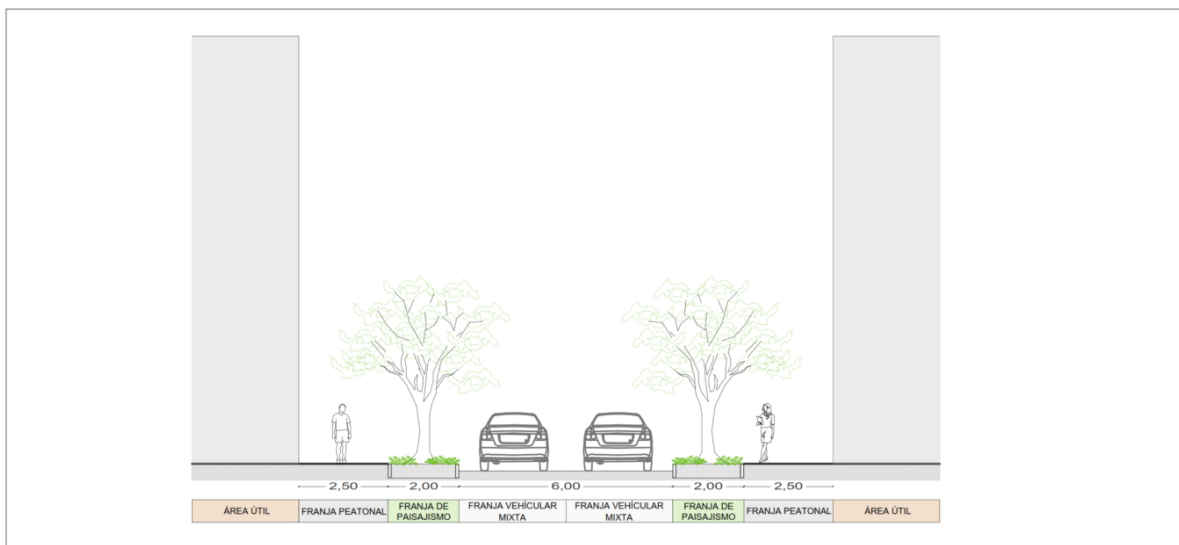 2,50 2,00 6,00 2,00 2,50
ÁREA ÚTIL FRANJA PEATONAL FRANJA DE PAISAJISMO FRANJA VEHÍCULAR MIXTA FRANJA VEHÍCULAR MIXTA FRANJA DE PAISAJISMO FRANJA PEATONAL ÁREA ÚTIL